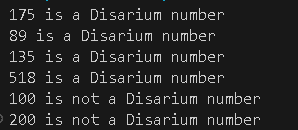 175 is a Disarium number
89 is a Disarium number
135 is a Disarium number
518 is a Disarium number
100 is not a Disarium number
200 is not a Disarium number